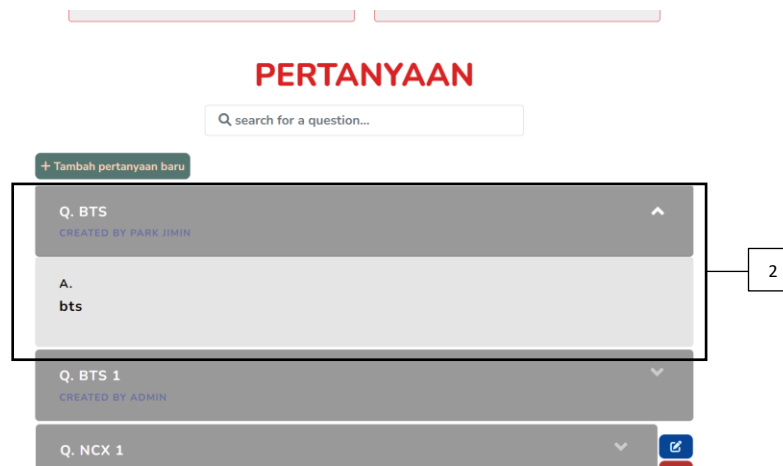 PERTANYAAN
search for a question...
+ Tambah pertanyaan baru
Q. BTS
CREATED BY PARK JIMIN
2
A.
bts
Q. BTS 1
CREATED BY ADMIN
Q. NCX 1